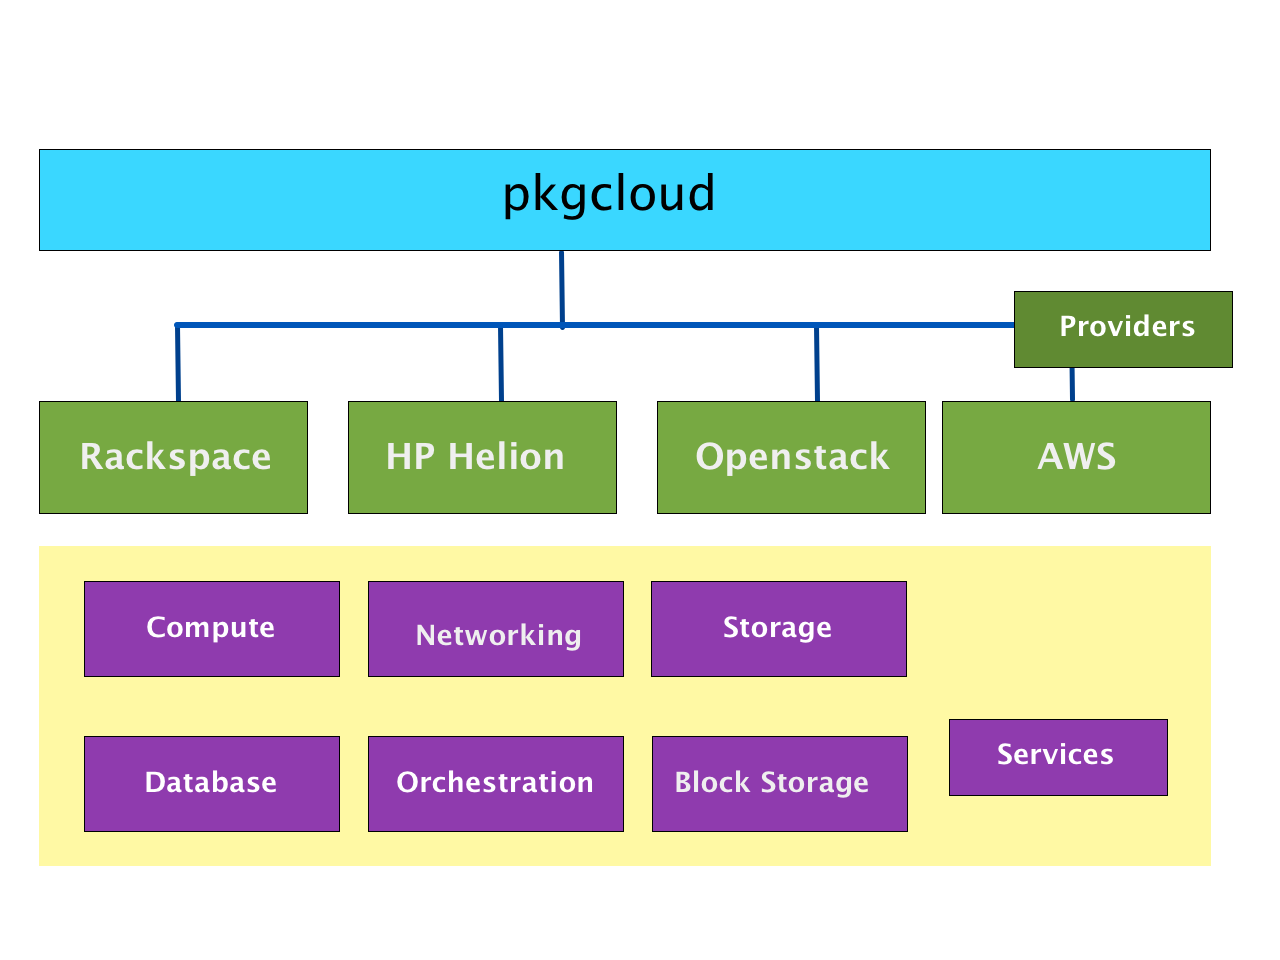 pkgcloud
Providers
Rackspace
HP Helion
Openstack
AWS
Compute
Networking
Storage
Database
Orchestration
Block Storage
Services